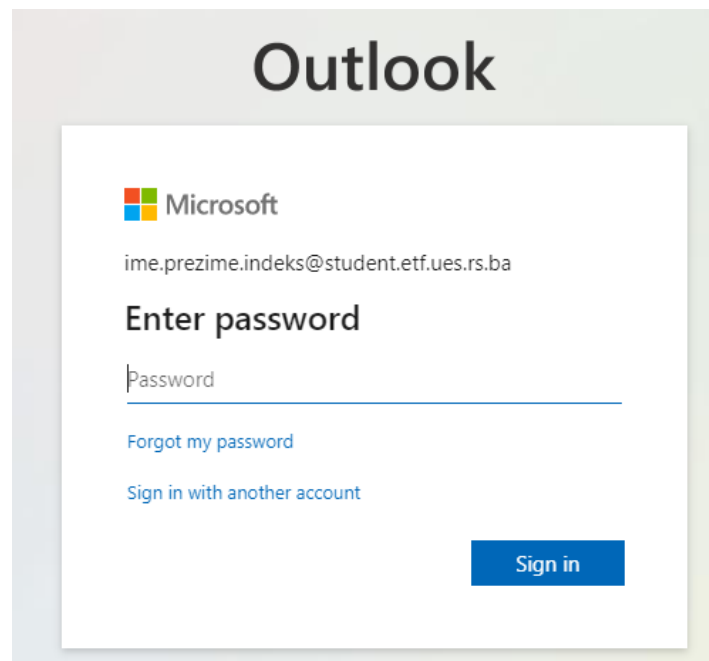 Outlook
Microsoft
ime.prezime.indeks@student.etf.ues.rs.ba
Enter password
Password
Forgot my password
Sign in with another account
Sign in